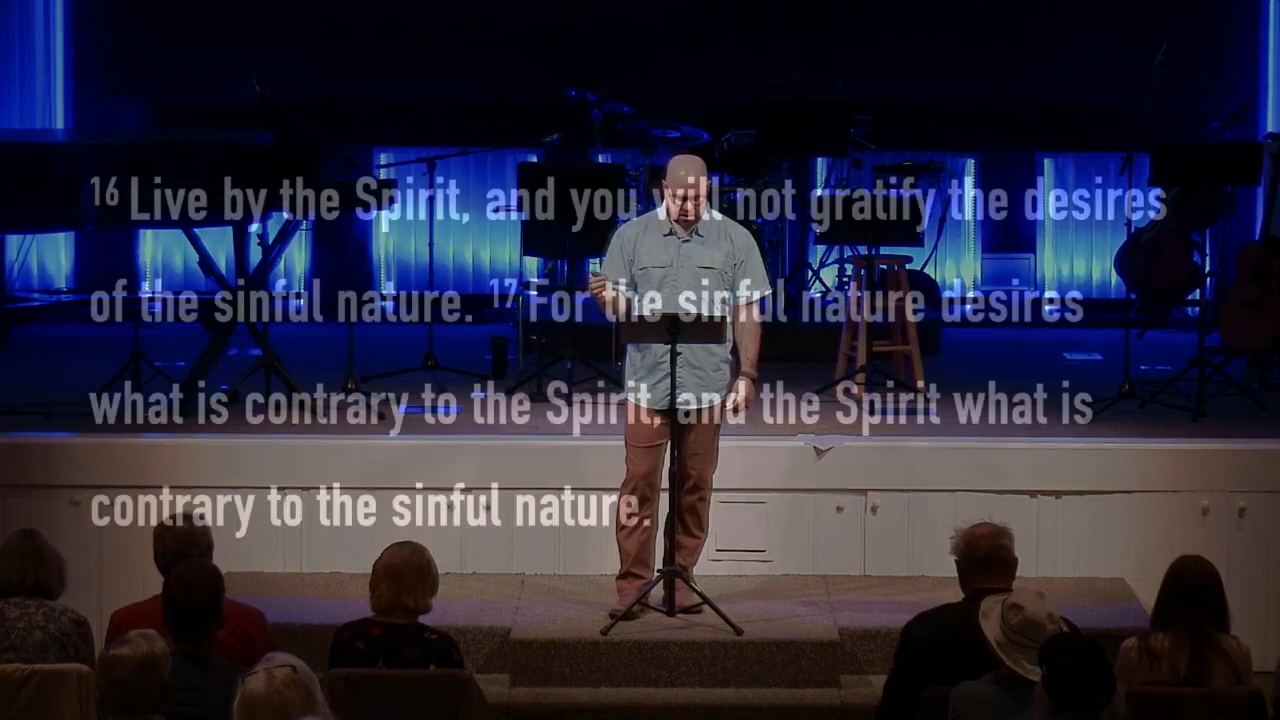 16 Live by the Spirit, and you will not gratify the desires
of the sinful nature. 17 For the sinful nature desires
what is contrary to the Spirit, and the Spirit what is
contrary to the sinful nature.